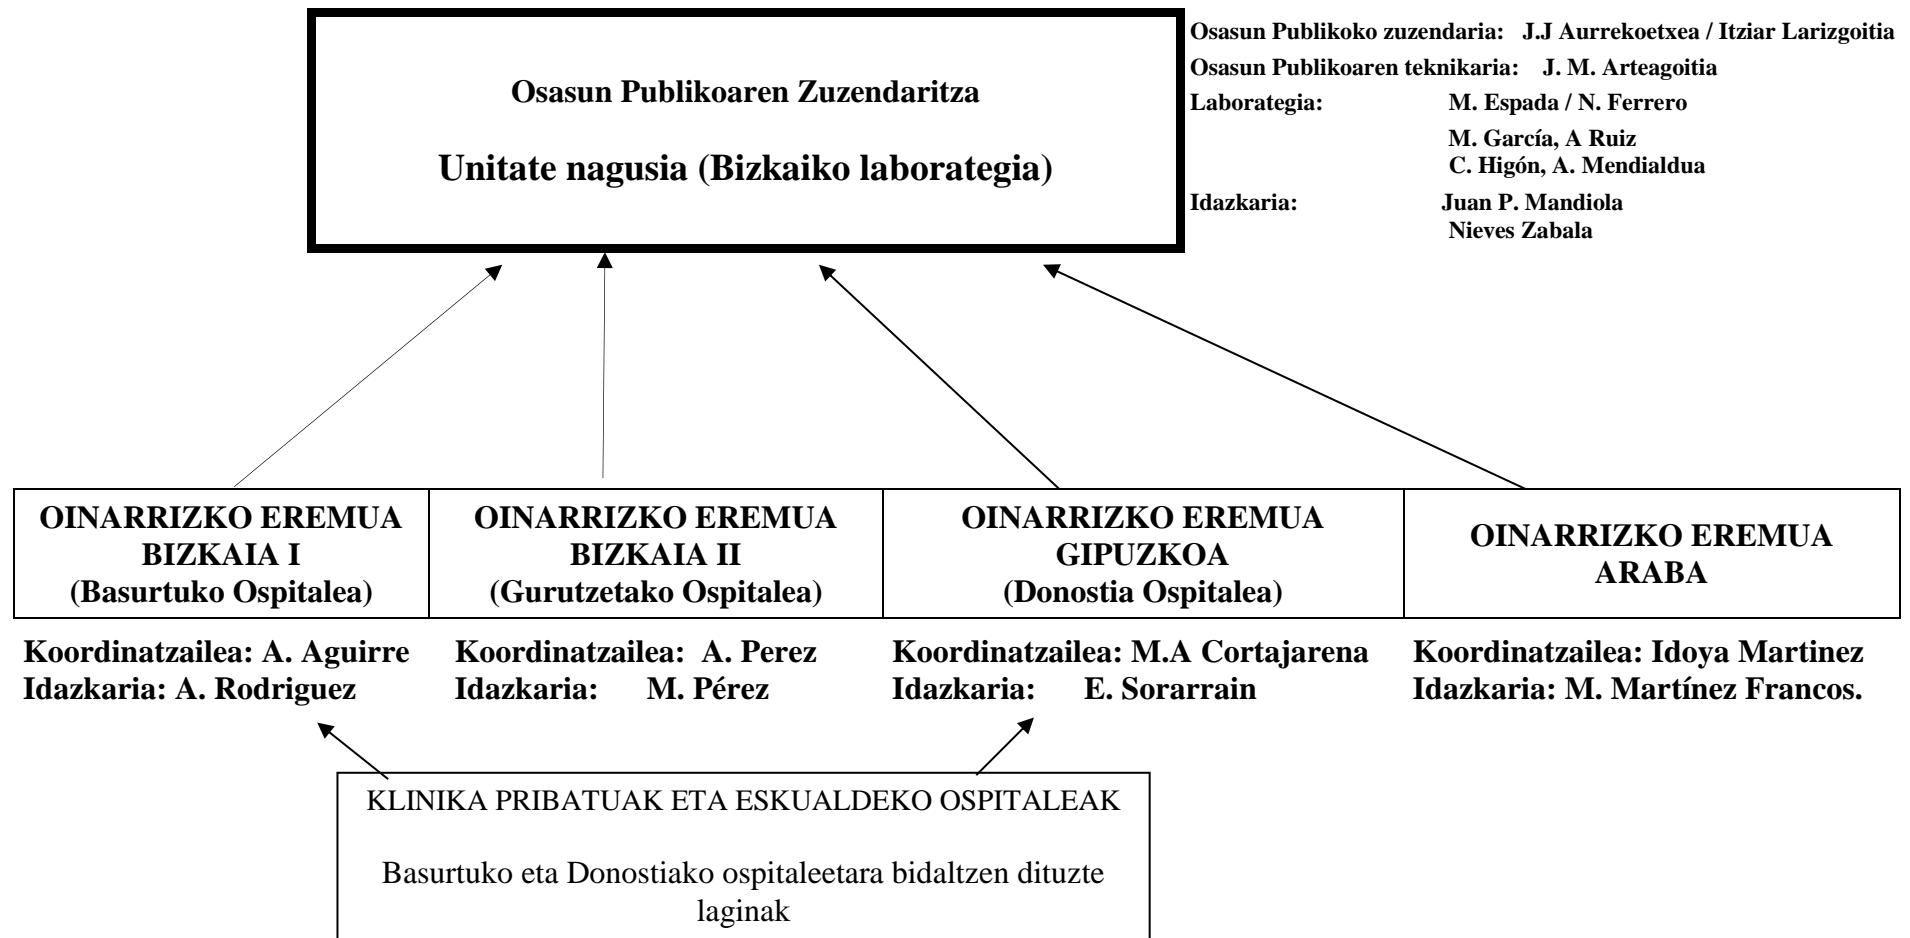 Osasun Publikoaren Zuzendaritza
Unitate nagusia (Bizkaiko laborategia)
Osasun Publikoko zuzendaria: J.J Aurrekoetxea / Itziar Larizgoitia
Osasun Publikoaren teknikaria: J. M. Arteagoitia
Laborategia: M. Espada / N. Ferrero
M. García, A Ruiz
C. Higón, A. Mendialdua
Idazkaria: Juan P. Mandiola
Nieves Zabala
OINARRIZKO EREMUA
BIZKAIA I
(Basurtuko Ospitalea)
Koordinatzailea: A. Aguirre
Idazkaria: A. Rodriguez
OINARRIZKO EREMUA
BIZKAIA II
(Gurutzetako Ospitalea)
Koordinatzailea: A. Perez
Idazkaria: M. Pérez
OINARRIZKO EREMUA
GIPUZKOA
(Donostia Ospitalea)
Koordinatzailea: M.A Cortajarena
Idazkaria: E. Sorarrain
OINARRIZKO EREMUA
ARABA
Koordinatzailea: Idoya Martinez
Idazkaria: M. Martínez Francos.
KLINIKA PRIBATUAK ETA ESKUALDEKO OSPITALEAK
Basurtuko eta Donostiako ospitaleetara bidaltzen dituzte
laginak